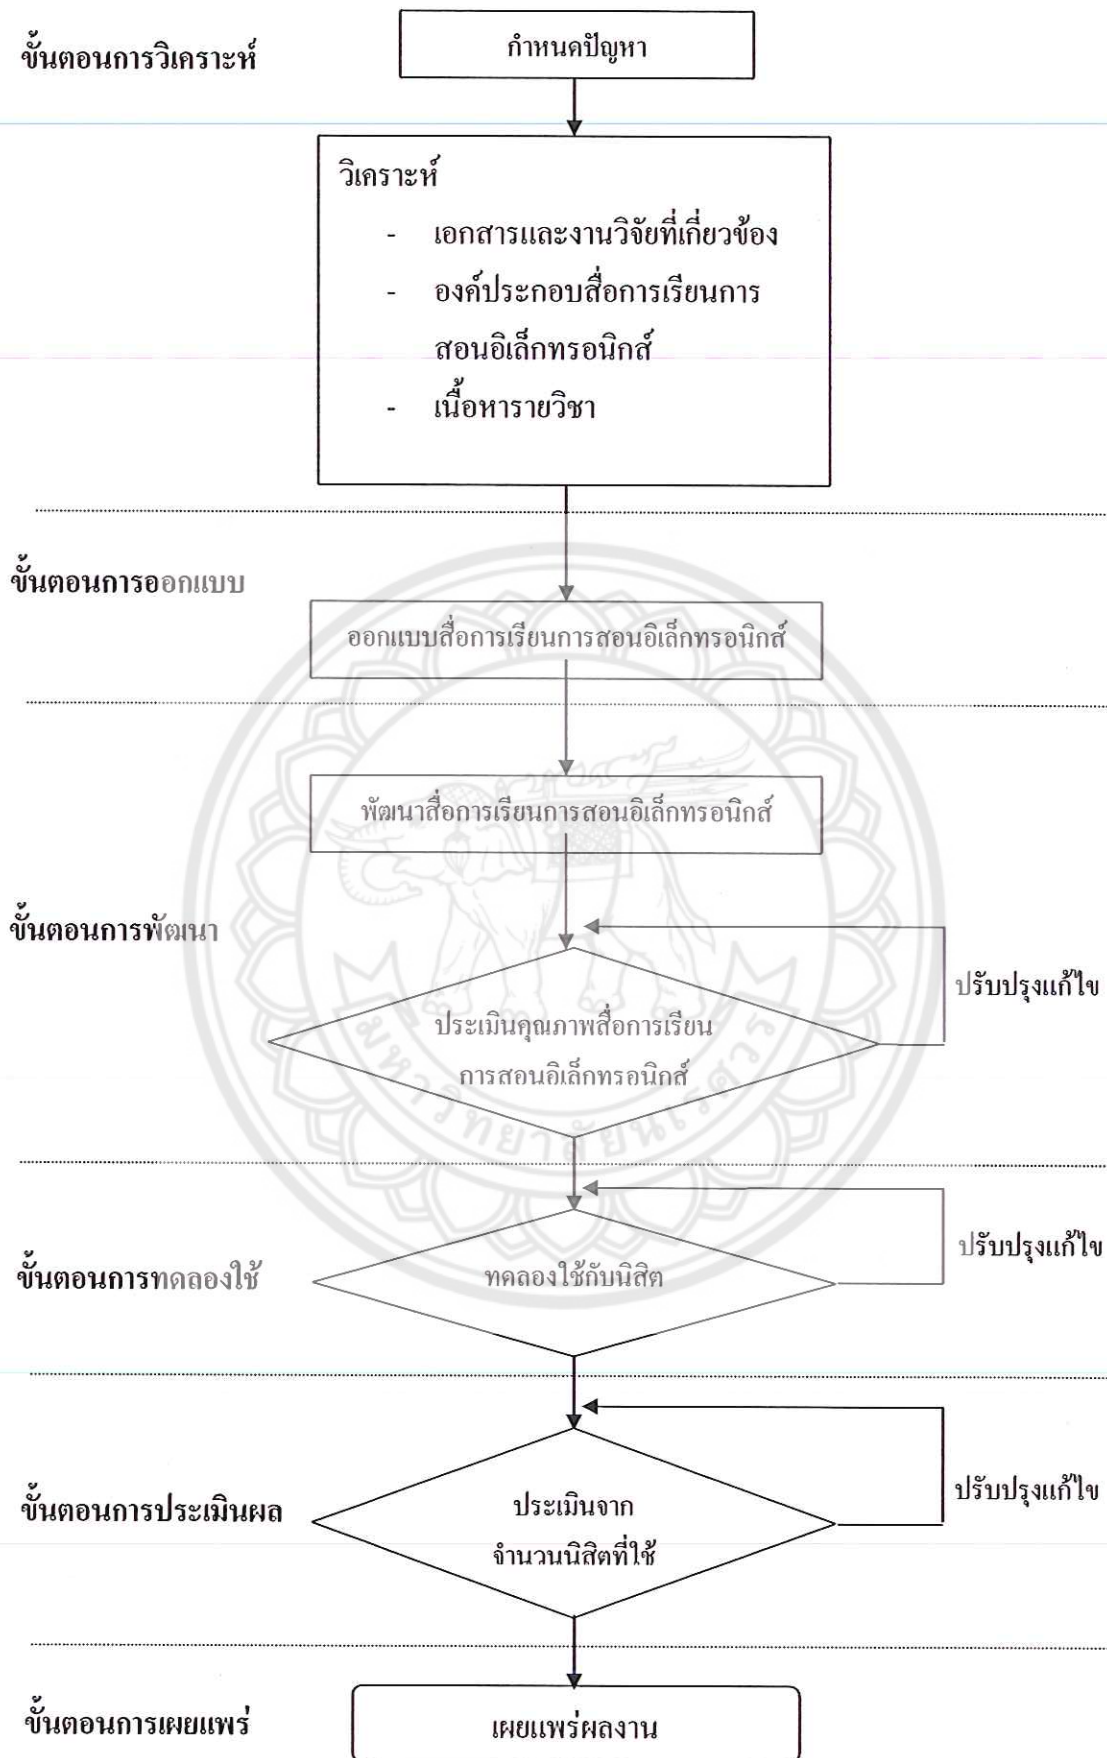 ขั้นตอนการวิเคราะห์
กำหนดปัญหา
วิเคราะห์
- เอกสารและงานวิจัยที่เกี่ยวข้อง
- องค์ประกอบสื่อการเรียนการ
สอนอิเล็กทรอนิกส์
- เนื้อหารายวิชา
ขั้นตอนการออกแบบ
ออกแบบสื่อการเรียนการสอนอิเล็กทรอนิกส์
พัฒนาสื่อการเรียนการสอนอิเล็กทรอนิกส์
ขั้นตอนการพัฒนา
ปรับปรุงแก้ไข
ประเมินคุณภาพสื่อการเรียน
การสอนอิเล็กทรอนิกส์
มหาวิทยาลัยนเรศวร
ขั้นตอนการทดลองใช้
ทดลองใช้กับนิสิต
ปรับปรุงแก้ไข
ขั้นตอนการประเมินผล
ประเมินจาก
จำนวนนิสิตที่ใช้
ปรับปรุงแก้ไข
ขั้นตอนการเผยแพร่
เผยแพร่ผลงาน